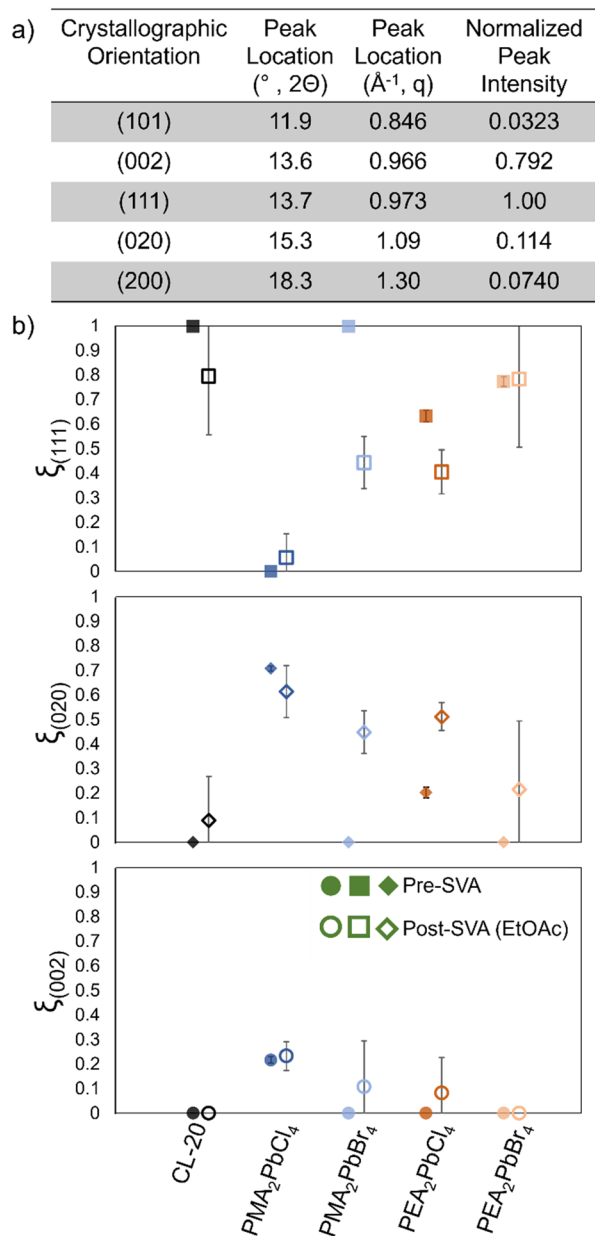 a)
Crystallographic Orientation Peak Location (° , 2Θ) Peak Location (Å⁻¹, q) Normalized Peak Intensity
(101) 11.9 0.846 0.0323
(002) 13.6 0.966 0.792
(111) 13.7 0.973 1.00
(020) 15.3 1.09 0.114
(200) 18.3 1.30 0.0740
b)
ξ(111)
1
0.9
0.8
0.7
0.6
0.5
0.4
0.3
0.2
0.1
0
ξ(020)
1
0.9
0.8
0.7
0.6
0.5
0.4
0.3
0.2
0.1
0
ξ(002)
1
0.9
0.8
0.7
0.6
0.5
0.4
0.3
0.2
0.1
0
Pre-SVA
Post-SVA (EtOAc)
CL-20
PMA₂PbCl₄
PMA₂PbBr₄
PEA₂PbCl₄
PEA₂PbBr₄